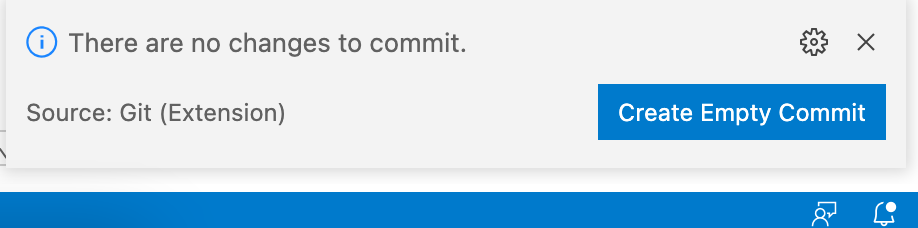 There are no changes to commit.
Source: Git (Extension)
Create Empty Commit